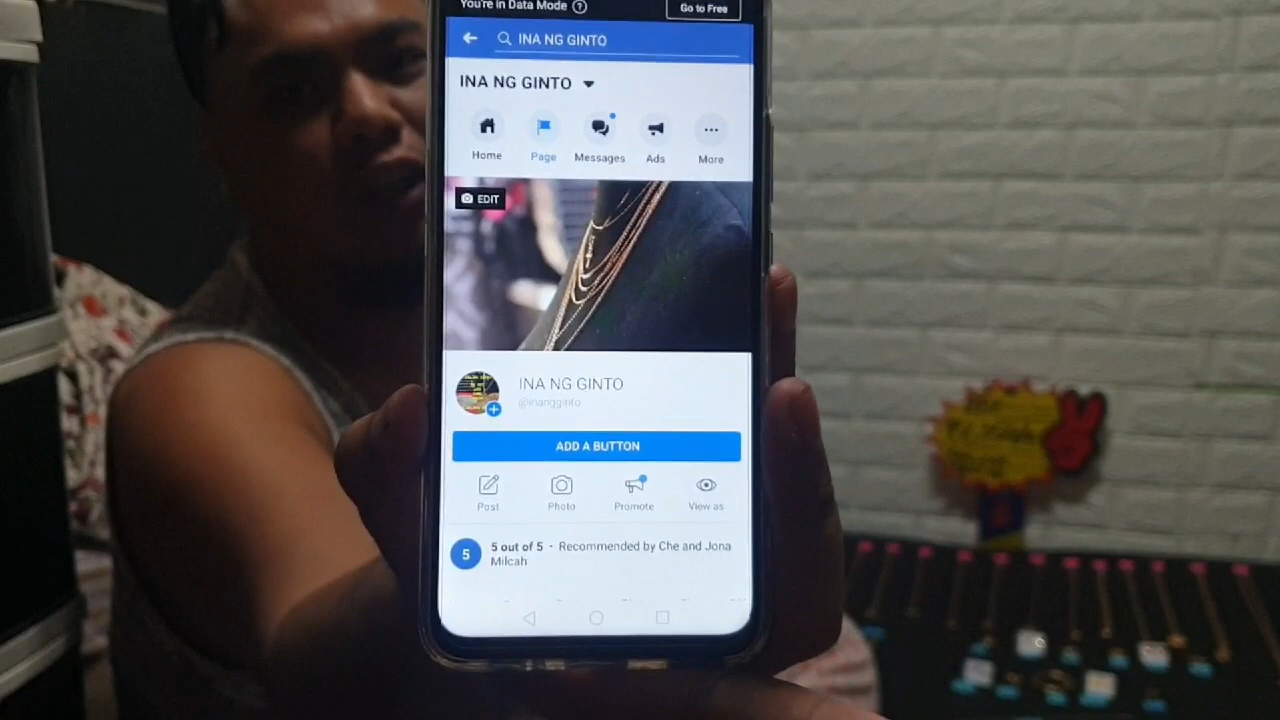 You're in Data Mode ?
Go to Free
INA NG GINTO
INA NG GINTO
Home Page Messages Ads More
EDIT
INA NG GINTO
@inangginto
ADD A BUTTON
Post Photo Promote View as
5
5 out of 5 · Recommended by Che and Jona
Milcah